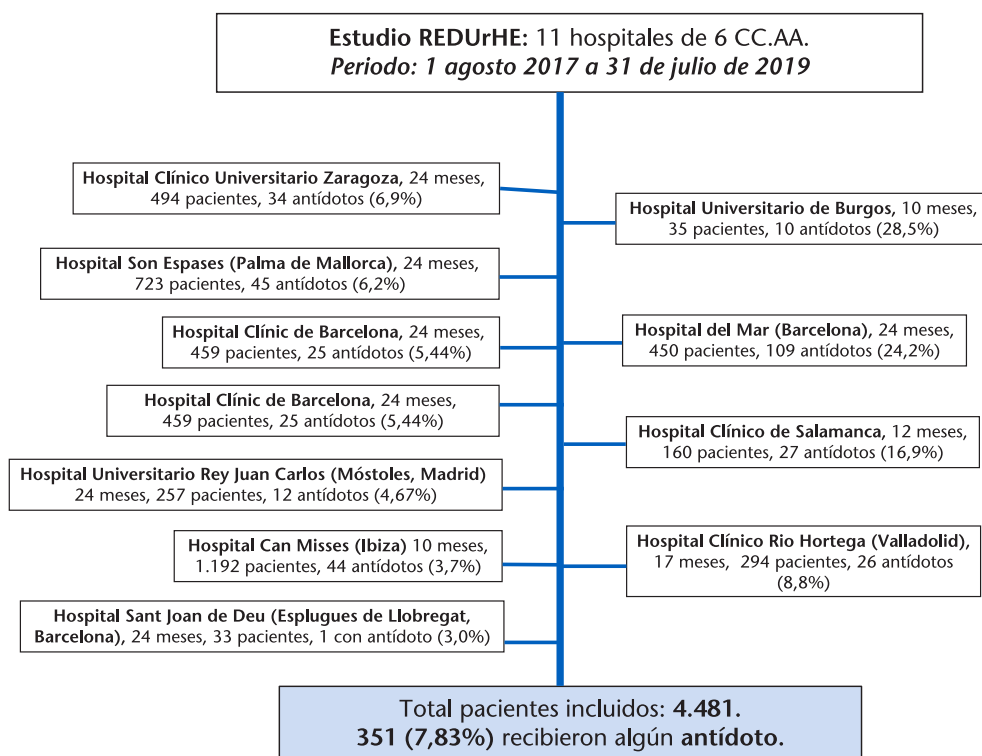 Estudio REDUrHE: 11 hospitales de 6 CC.AA.
Periodo: 1 agosto 2017 a 31 de julio de 2019
Hospital Clínico Universitario Zaragoza, 24 meses,
494 pacientes, 34 antídotos (6,9%)
Hospital Universitario de Burgos, 10 meses,
35 pacientes, 10 antídotos (28,5%)
Hospital Son Espases (Palma de Mallorca), 24 meses,
723 pacientes, 45 antídotos (6,2%)
Hospital Clínic de Barcelona, 24 meses,
459 pacientes, 25 antídotos (5,44%)
Hospital del Mar (Barcelona), 24 meses,
450 pacientes, 109 antídotos (24,2%)
Hospital Clínic de Barcelona, 24 meses,
459 pacientes, 25 antídotos (5,44%)
Hospital Clínico de Salamanca, 12 meses,
160 pacientes, 27 antídotos (16,9%)
Hospital Universitario Rey Juan Carlos (Móstoles, Madrid)
24 meses, 257 pacientes, 12 antídotos (4,67%)
Hospital Can Misses (Ibiza) 10 meses,
1.192 pacientes, 44 antídotos (3,7%)
Hospital Clínico Rio Hortega (Valladolid),
17 meses, 294 pacientes, 26 antídotos
(8,8%)
Hospital Sant Joan de Deu (Esplugues de Llobregat,
Barcelona), 24 meses, 33 pacientes, 1 con antídoto (3,0%)
Total pacientes incluidos: 4.481.
351 (7,83%) recibieron algún antídoto.